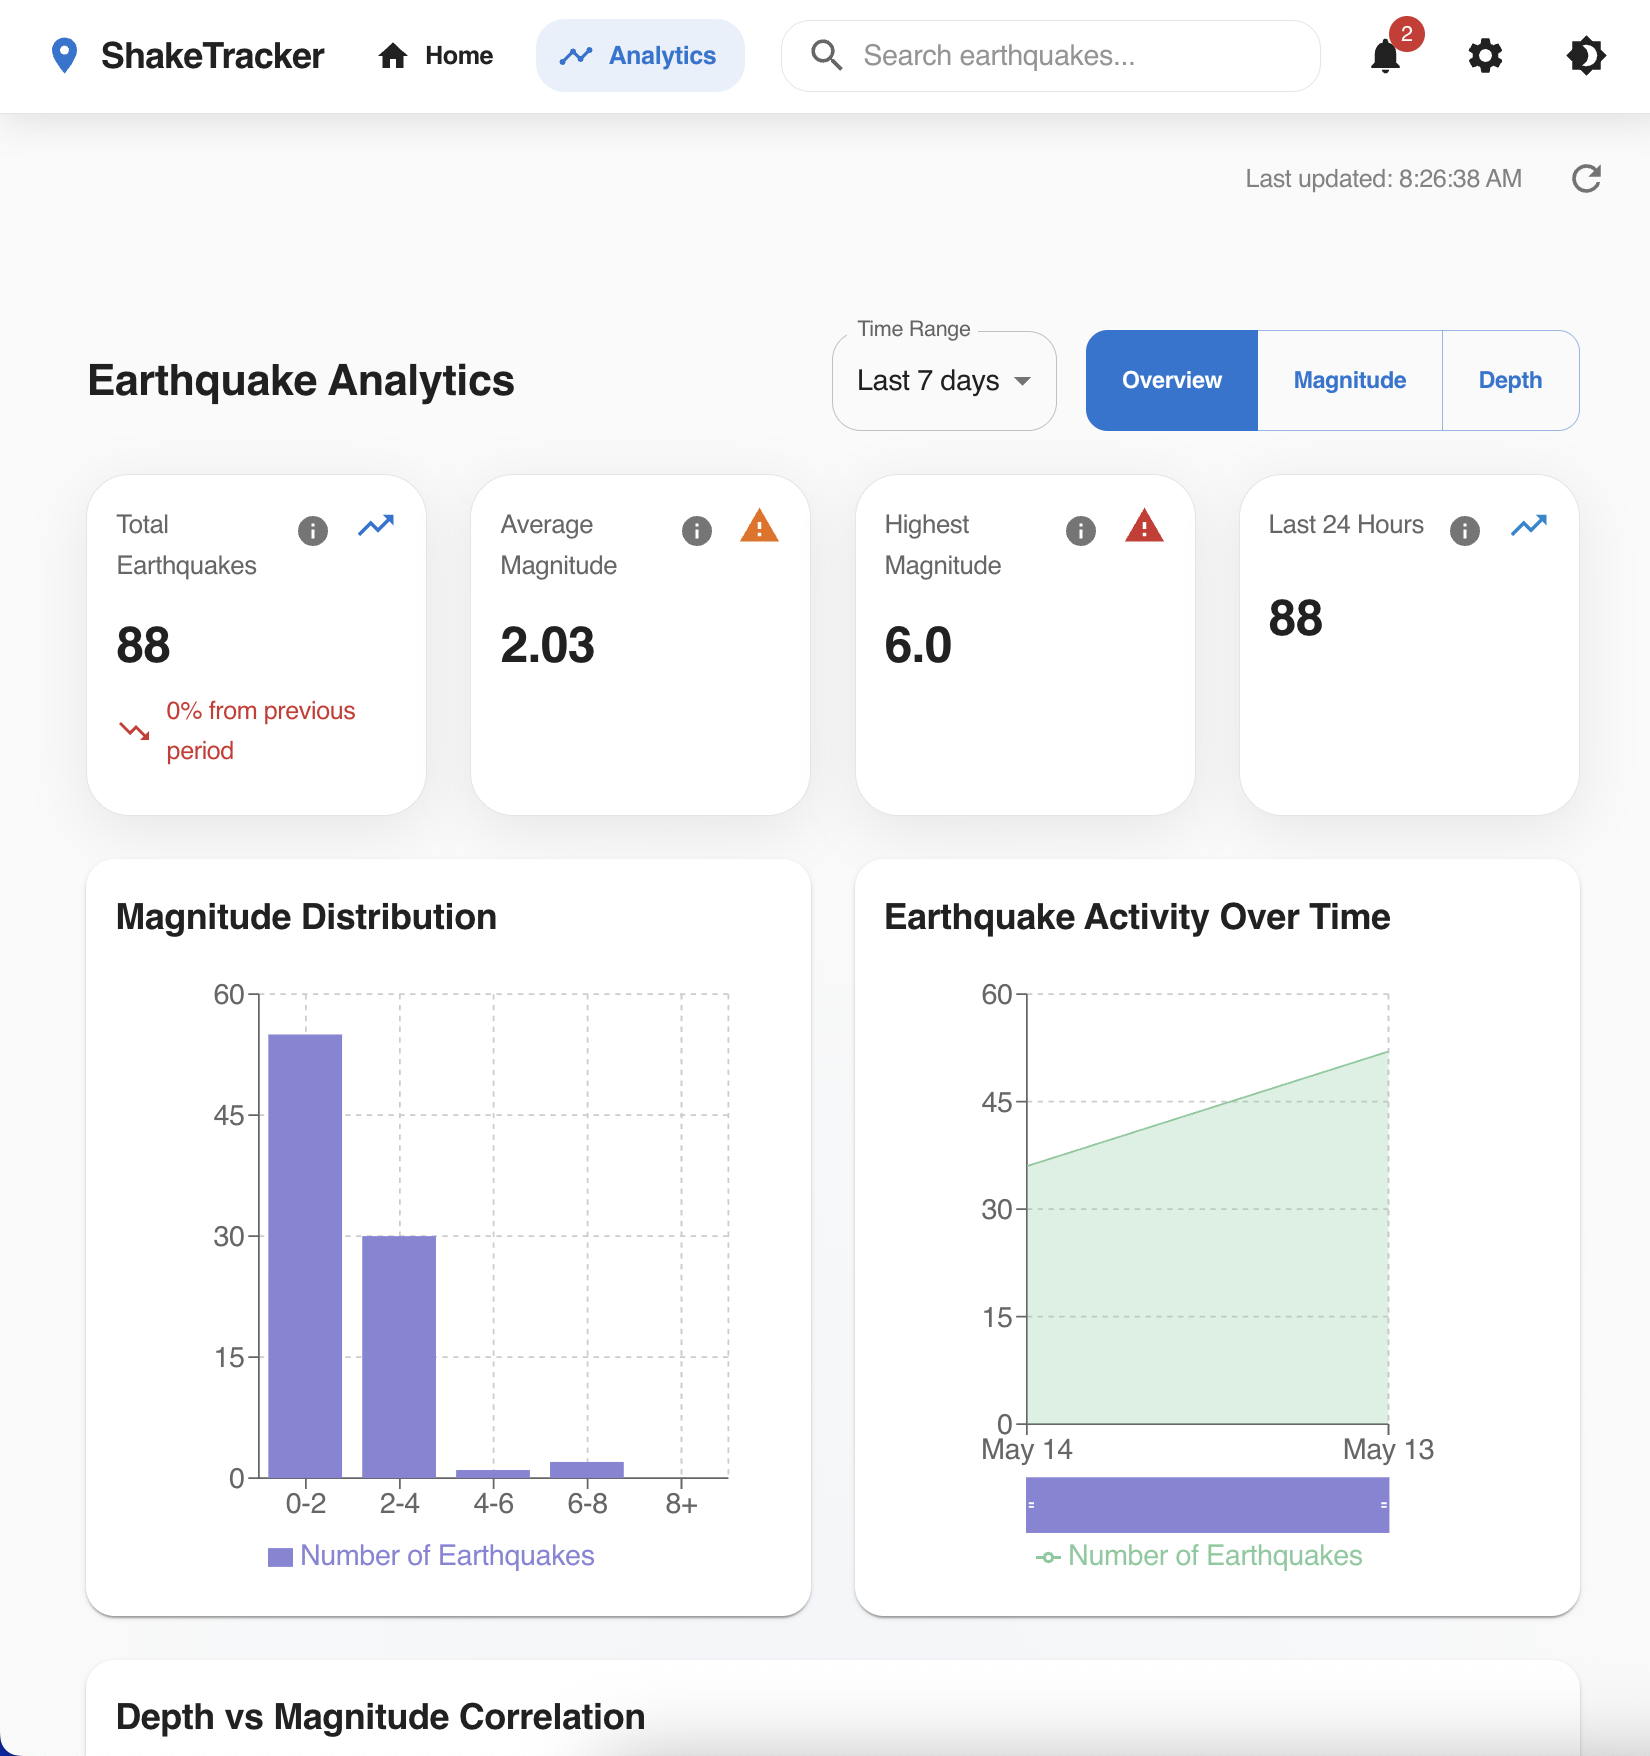 ShakeTracker
Home
Analytics
Search earthquakes...
2
Last updated: 8:26:38 AM
Earthquake Analytics
Time Range
Last 7 days
Overview
Magnitude
Depth
Total
Earthquakes
88
0% from previous
period
Average
Magnitude
2.03
Highest
Magnitude
6.0
Last 24 Hours
88
Magnitude Distribution
60
45
30
15
0
0-2
2-4
4-6
6-8
8+
Number of Earthquakes
Earthquake Activity Over Time
60
45
30
15
0
May 14
May 13
Number of Earthquakes
Depth vs Magnitude Correlation